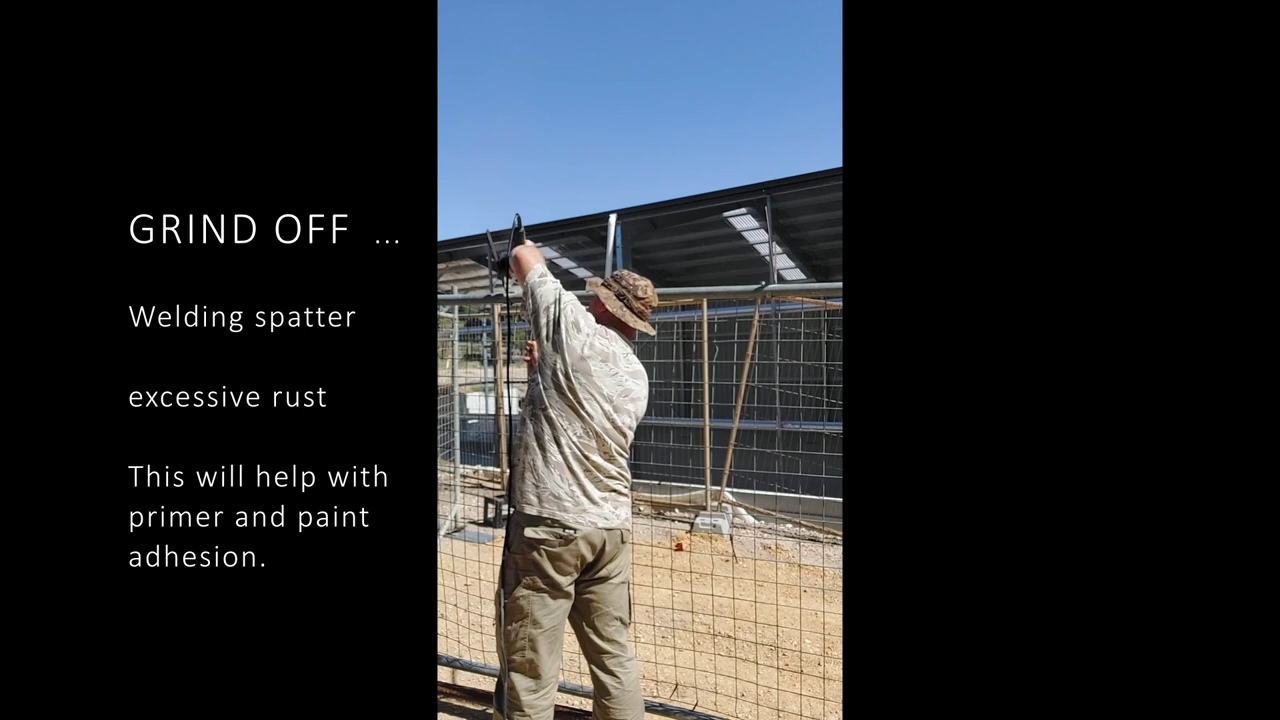 GRIND OFF ...
Welding spatter
excessive rust
This will help with
primer and paint
adhesion.